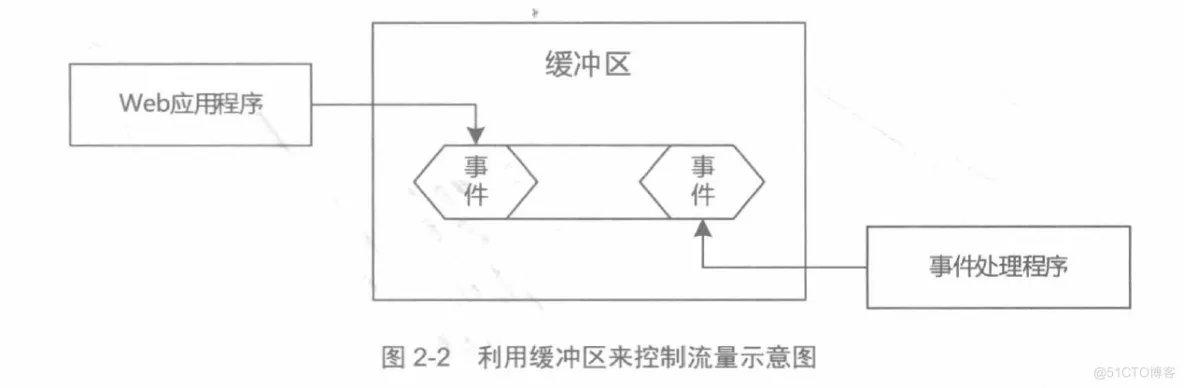 缓冲区
Web应用程序
事件
事件
事件处理程序
图 2-2 利用缓冲区来控制流量示意图
@51CTO博客